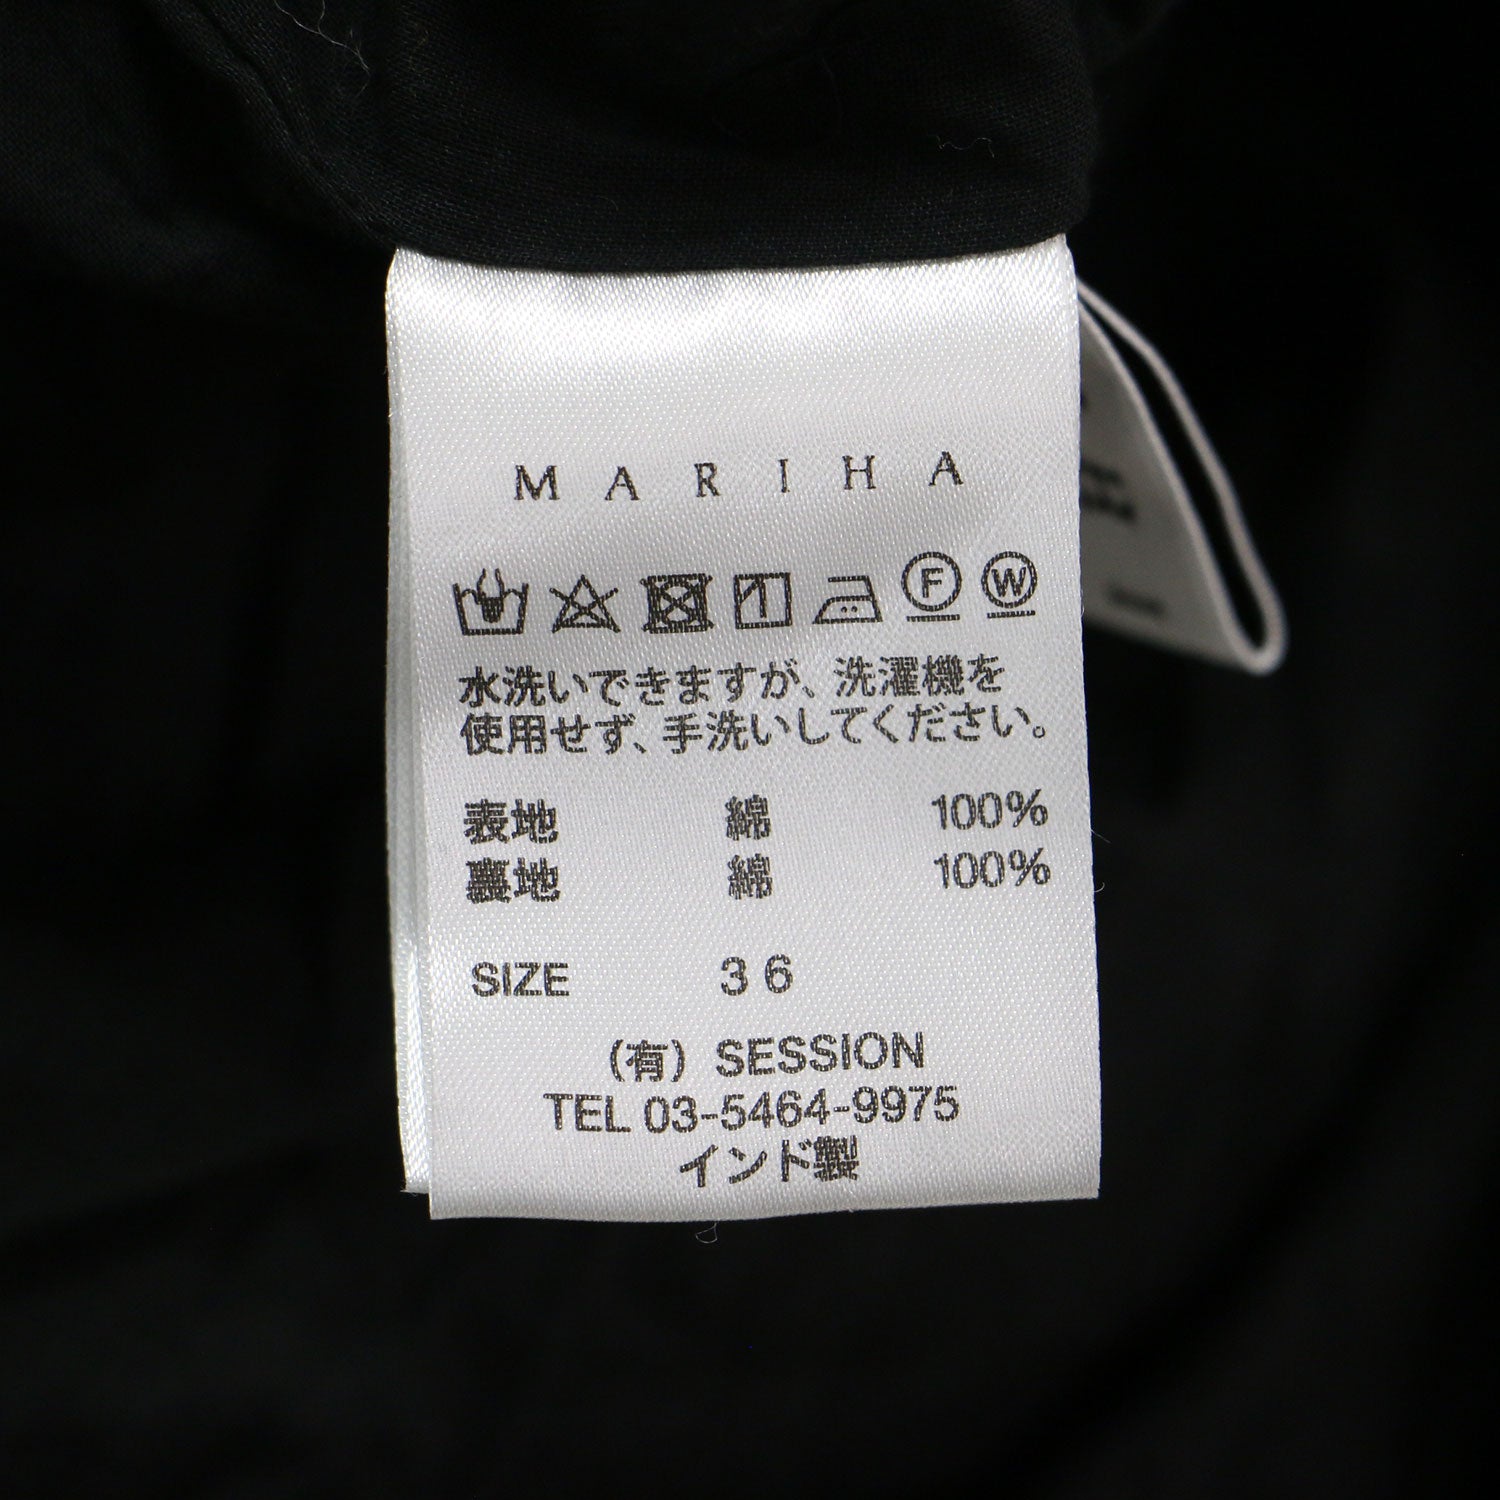 MARIHA
F W
水洗いできますが、洗濯機を
使用せず、手洗いしてください。
表地 綿 100%
裏地 綿 100%
SIZE 36
(有) SESSION
TEL 03-5464-9975
インド製